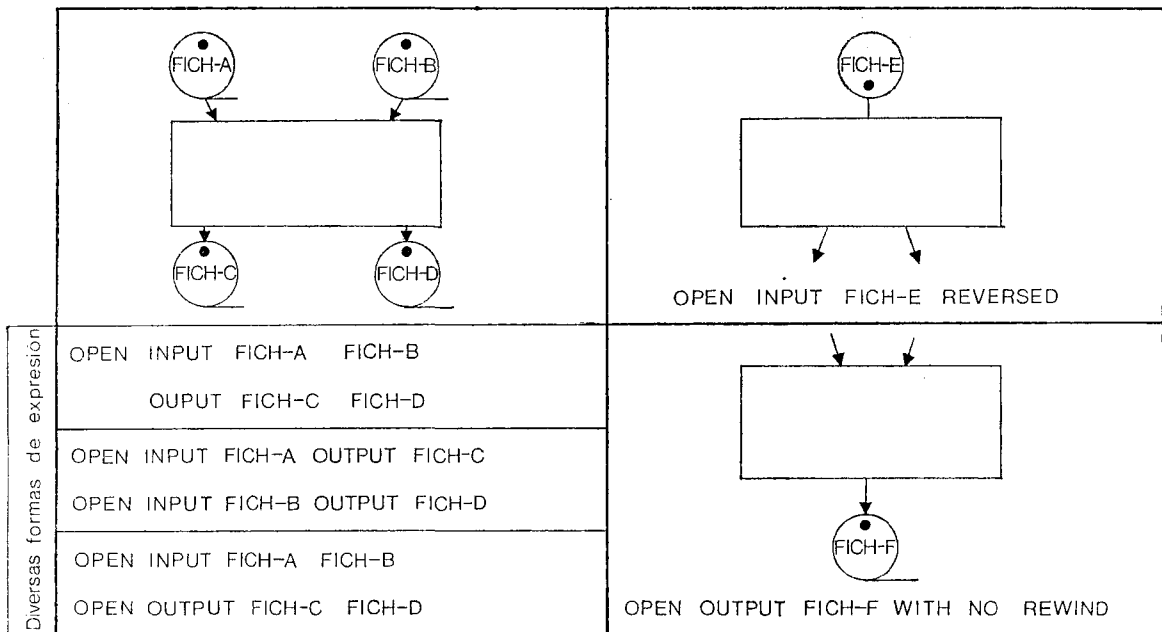 FICH-A FICH-B
FICH-C FICH-D
FICH-E
OPEN INPUT FICH-E REVERSED
Diversas formas de expresión
OPEN INPUT FICH-A FICH-B
OUPUT FICH-C FICH-D
OPEN INPUT FICH-A OUTPUT FICH-C
OPEN INPUT FICH-B OUTPUT FICH-D
OPEN INPUT FICH-A FICH-B
OPEN OUTPUT FICH-C FICH-D
FICH-F
OPEN OUTPUT FICH-F WITH NO REWIND